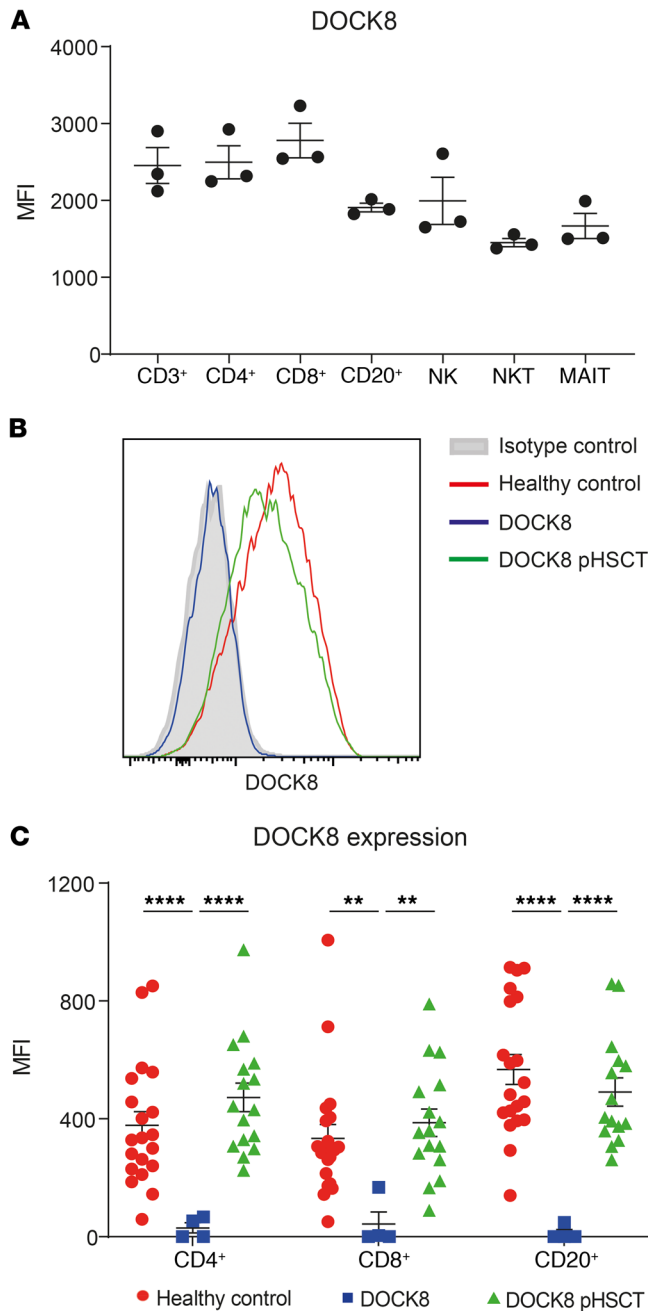 A
DOCK8
4000
3000
2000
1000
0
MFI
CD3⁺ CD4⁺ CD8⁺ CD20⁺ NK NKT MAIT
B
Isotype control
Healthy control
DOCK8
DOCK8 pHSCT
DOCK8
C
DOCK8 expression
1200
800
400
0
MFI
**** **** ** ** **** ****
CD4⁺ CD8⁺ CD20⁺
Healthy control DOCK8 DOCK8 pHSCT